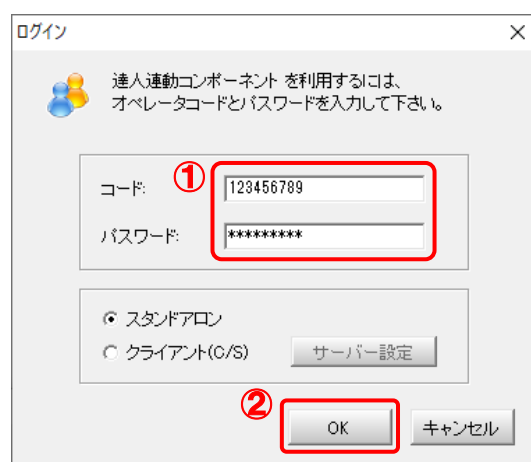 ログイン
達人連動コンポーネント を利用するには、
オペレータコードとパスワードを入力して下さい。
①
コード: 123456789
パスワード: *********
スタンドアロン
クライアント(C/S) サーバー設定
②
OK キャンセル